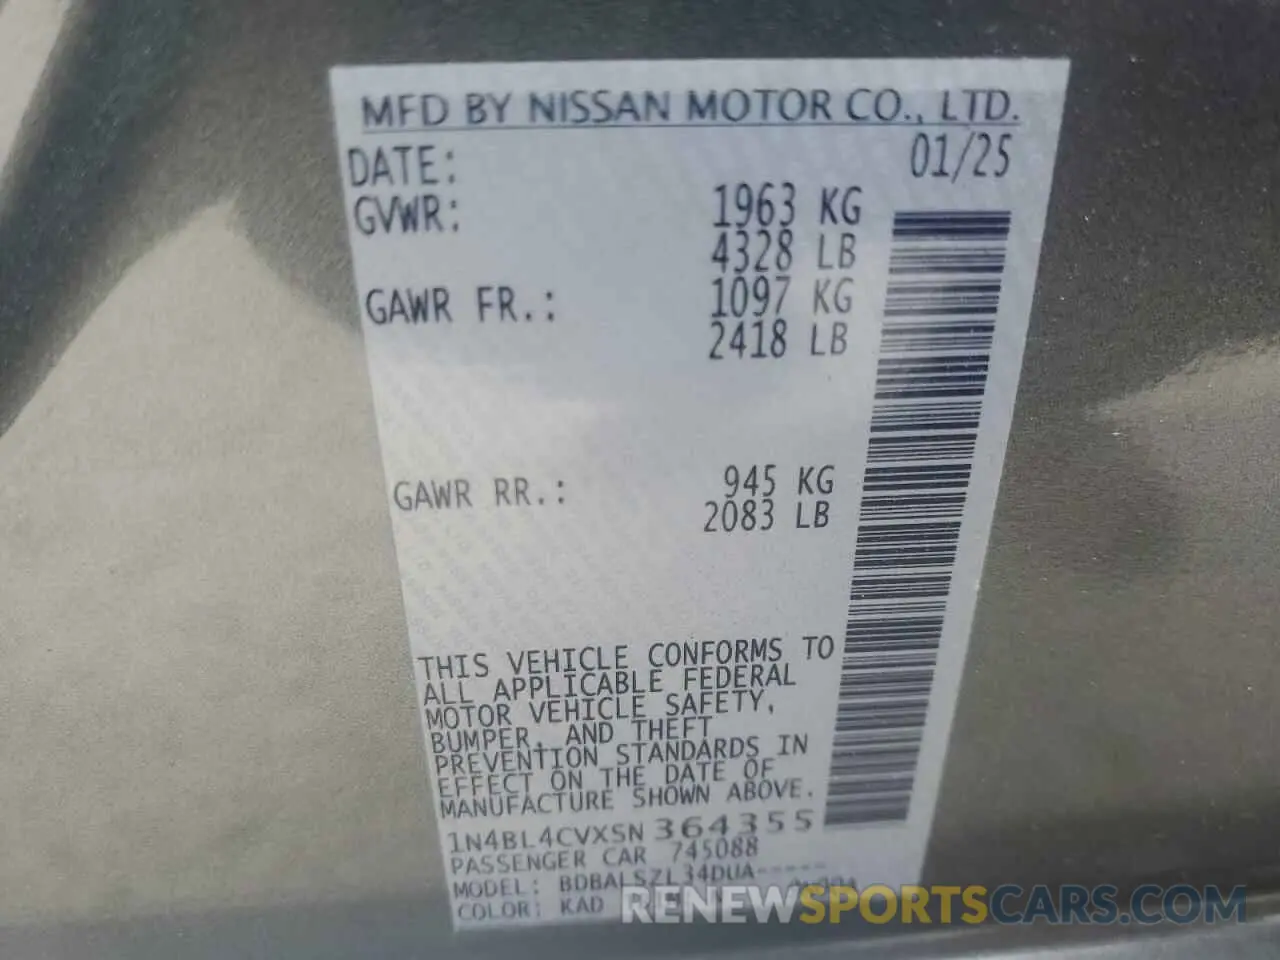 MFD BY NISSAN MOTOR CO., LTD.
DATE: 01/25
GVWR: 1963 KG
4328 LB
GAWR FR.: 1097 KG
2418 LB
GAWR RR.: 945 KG
2083 LB
THIS VEHICLE CONFORMS TO
ALL APPLICABLE FEDERAL
MOTOR VEHICLE SAFETY,
BUMPER, AND THEFT
PREVENTION STANDARDS IN
EFFECT ON THE DATE OF
MANUFACTURE SHOWN ABOVE.
1N4BL4CVXSN364355
PASSENGER CAR 745088
MODEL: BDBALSZL34DUA-----
COLOR: KAD
RENEWSPORTSCARS.COM